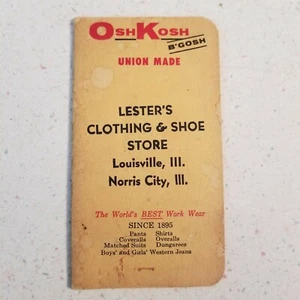 OSHKOSH
B'GOSH
UNION MADE
LESTER'S
CLOTHING & SHOE
STORE
Louisville, Ill.
Norris City, Ill.
The World's BEST Work Wear
SINCE 1895
Pants Shirts
Coveralls Overalls
Matched Suits Dungarees
Boys' and Girls' Western Jeans